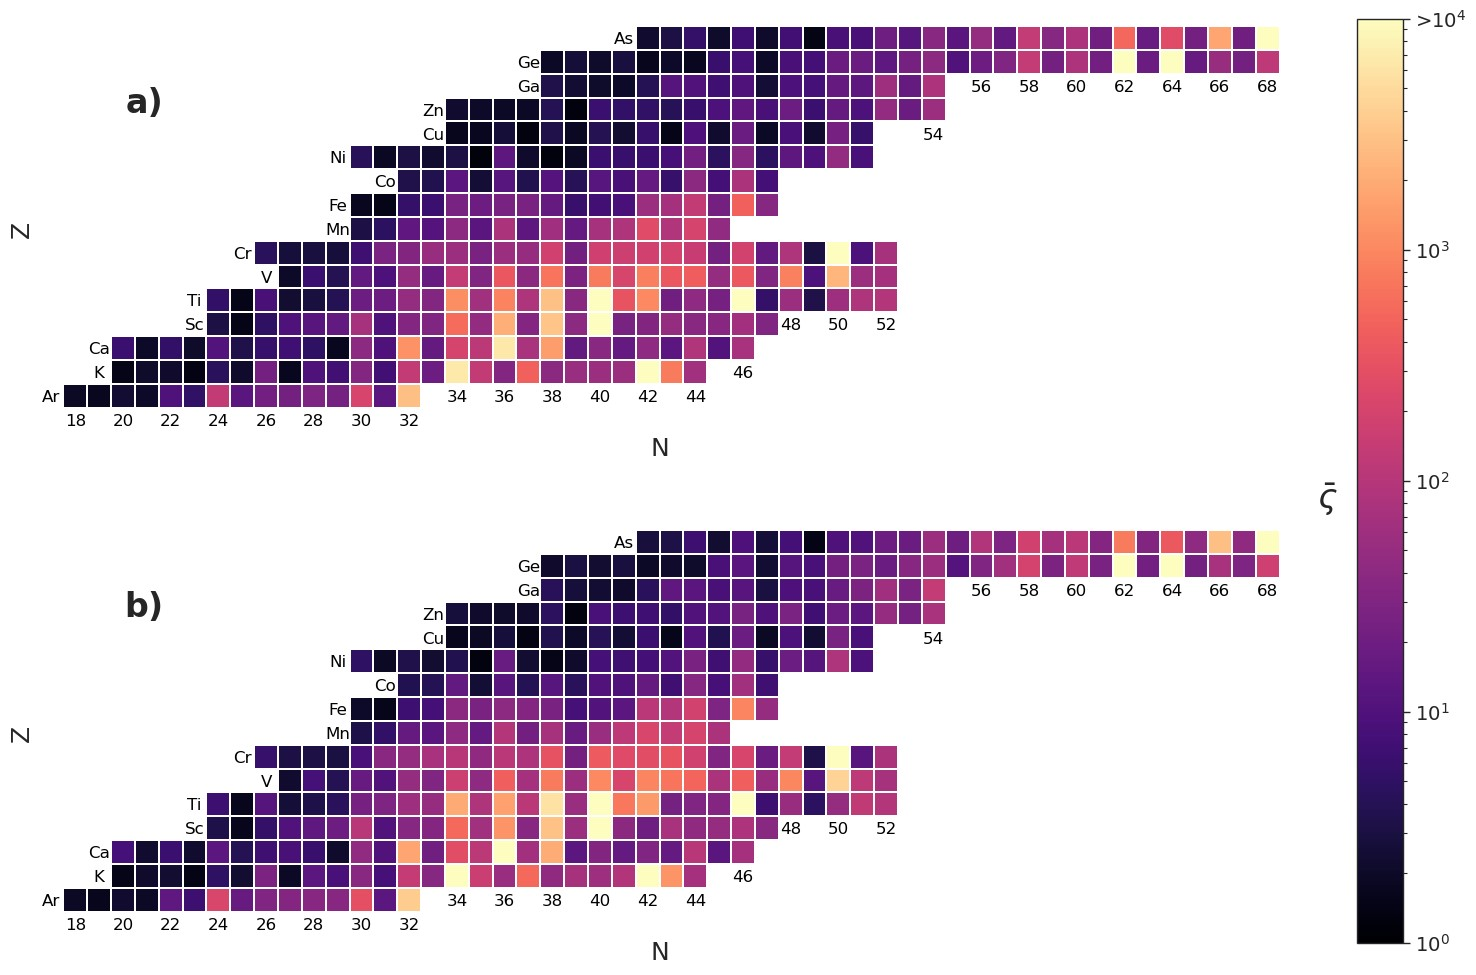 As
Ge
Ga 56 58 60 62 64 66 68
a)
Zn
Cu 54
Ni
Co
Fe
Z
Mn
Cr
V
Ti
Sc 48 50 52
Ca
K 46
Ar 34 36 38 40 42 44
18 20 22 24 26 28 30 32
N
As
Ge
Ga 56 58 60 62 64 66 68
b)
Zn
Cu 54
Ni
Co
Fe
Z
Mn
Cr
V
Ti
Sc 48 50 52
Ca
K 46
Ar 34 36 38 40 42 44
18 20 22 24 26 28 30 32
N
>10⁴
10³
10²
10¹
10⁰
ς̄